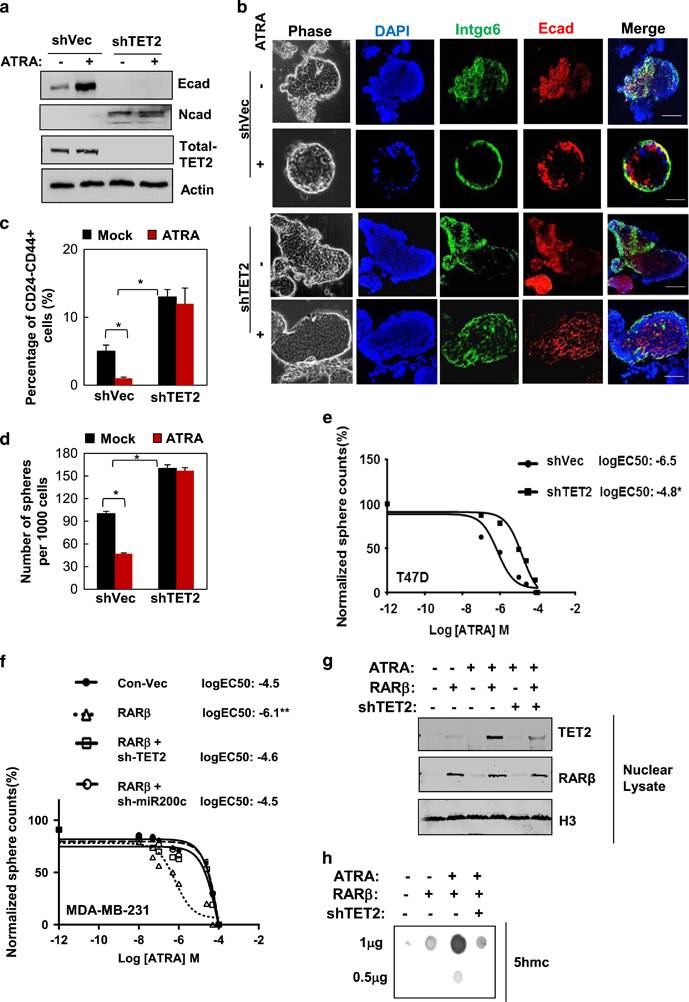 a
shVec shTET2
ATRA: - + - +
Ecad
Ncad
Total-
TET2
Actin
b
ATRA
Phase DAPI Intgα6 Ecad Merge
shVec
-
+
shTET2
-
+
c
Mock ATRA
Percentage of CD24-CD44+
cells (%)
20
10
0
*
*
shVec shTET2
d
Mock ATRA
Number of spheres
per 1000 cells
180
150
120
90
60
30
0
*
*
shVec shTET2
e
Normalized sphere counts(%)
150
100
50
0
shVec logEC50: -6.5
shTET2 logEC50: -4.8*
T47D
-12 -10 -8 -6 -4 -2
Log [ATRA] M
f
Con-Vec logEC50: -4.5
RARβ logEC50: -6.1**
RARβ +
sh-TET2 logEC50: -4.6
RARβ +
sh-miR200c logEC50: -4.5
Normalized sphere counts(%)
100
50
0
MDA-MB-231
-12 -10 -8 -6 -4 -2
Log [ATRA] M
g
ATRA: - - + + + +
RARβ: - + - + - +
shTET2: - - - - + +
TET2
RARβ
H3
Nuclear
Lysate
h
ATRA: - - + +
RARβ: - + + +
shTET2: - - - +
1μg
0.5μg
5hmc